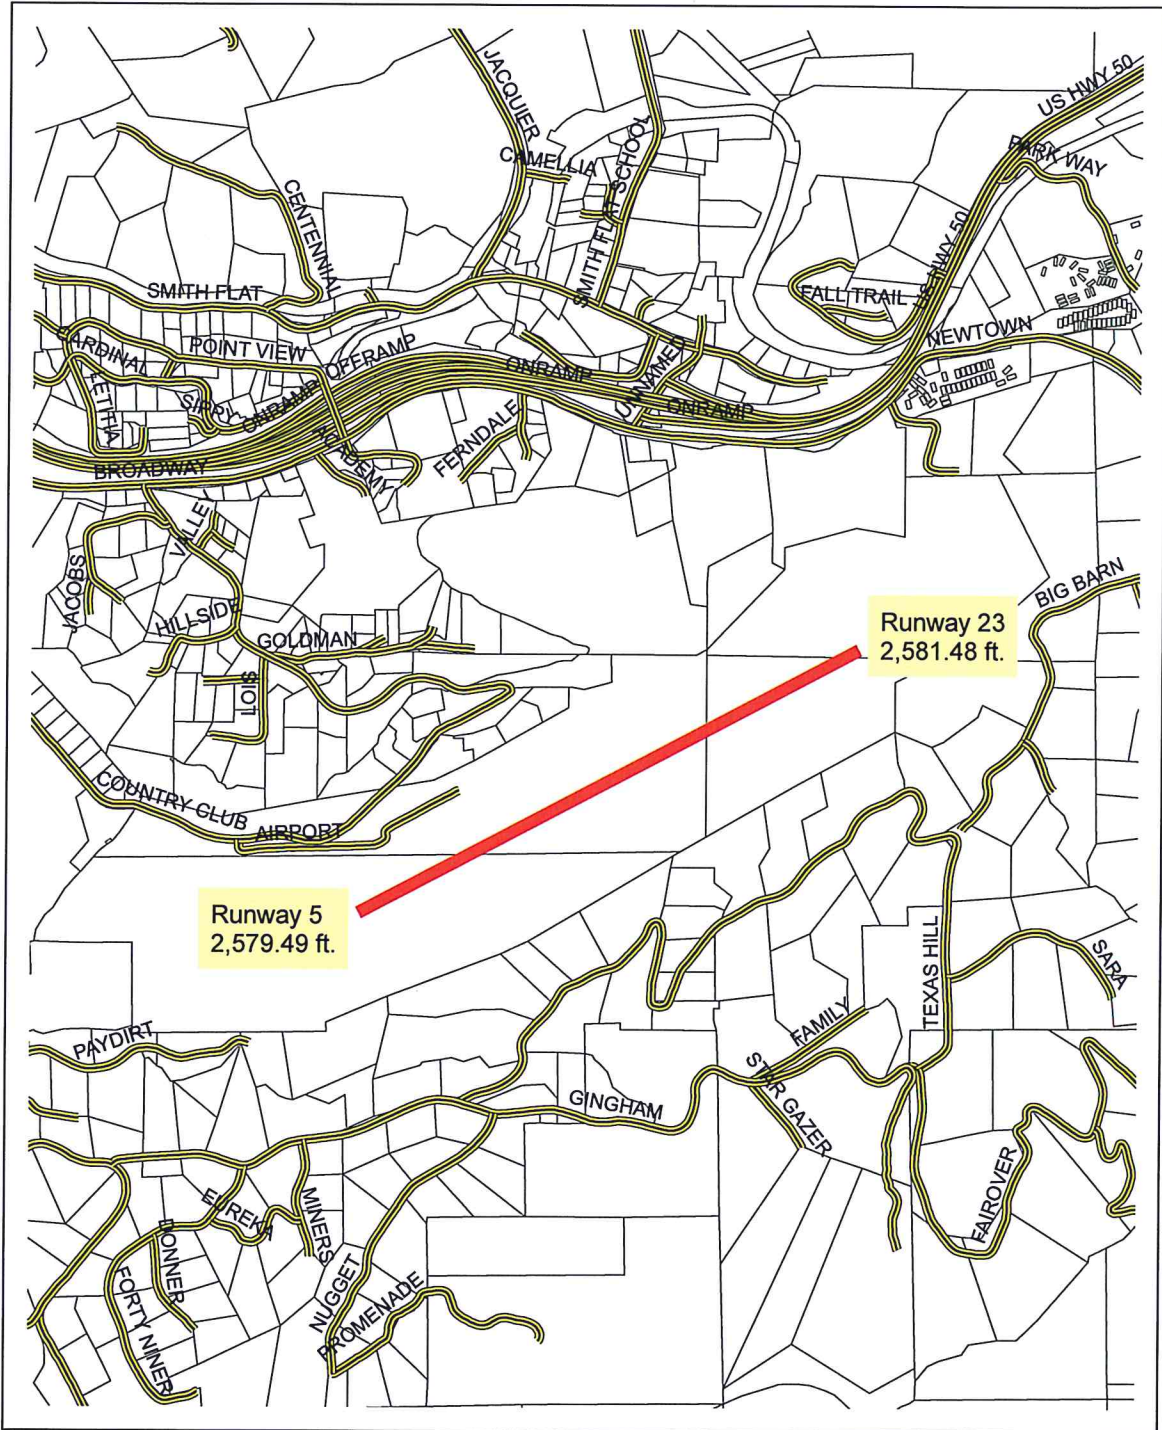 US HWY 50
JACQUIER
PARK WAY
CAMELLIA
SMITH FLAT SCHOOL
CENTENNIAL
US HWY 50
SMITH FLAT
FALL TRAIL
NEWTOWN
CARDINAL
POINT VIEW
OFFRAMP
ONRAMP
UNNAMED
LETITIA
SIPPY
ONRAMP
ONRAMP
ACADEMY
FERNDALE
BROADWAY
VALLEY
JACOBS
BIG BARN
HILLSIDE
GOLDMAN
Runway 23
2,581.48 ft.
LOIS
COUNTRY CLUB
AIRPORT
Runway 5
2,579.49 ft.
TEXAS HILL
SARA
PAYDIRT
FAMILY
STAR GAZER
GINGHAM
EUREKA
MINERS
DONNER
FAIROVER
FORTY NINER
NUGGET
PROMENADE